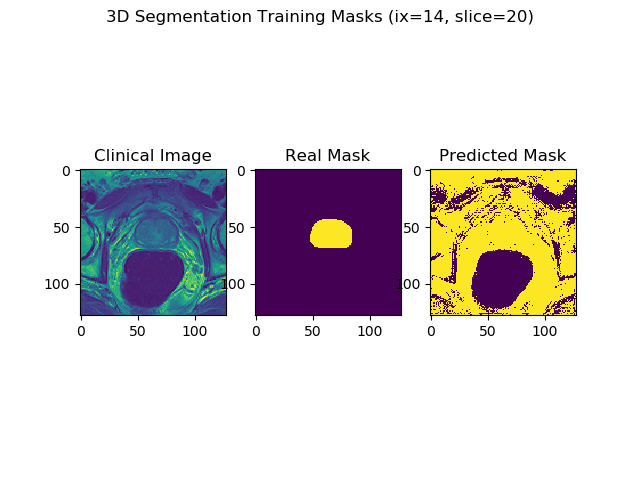 3D Segmentation Training Masks (ix=14, slice=20)
Clinical Image Real Mask Predicted Mask
0 0 0
50 50 50
100 100 100
0 50 100 0 50 100 0 50 100